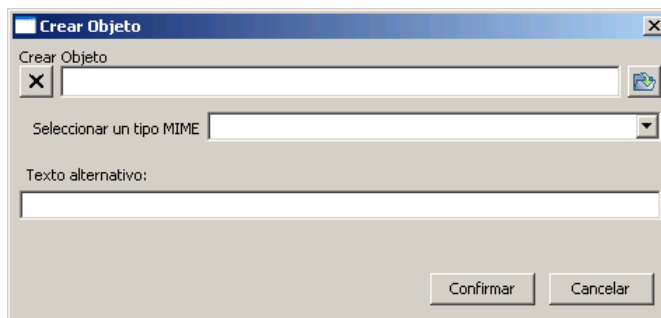 Crear Objeto
Crear Objeto
Seleccionar un tipo MIME
Texto alternativo:
Confirmar Cancelar